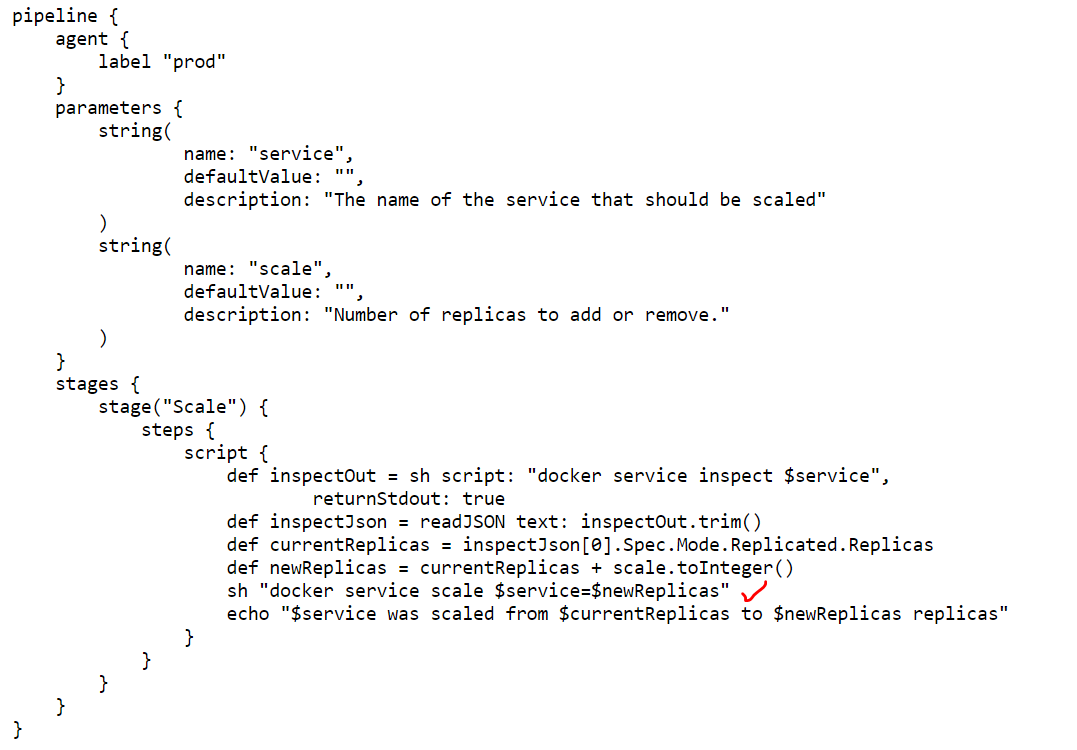 pipeline {
    agent {
        label "prod"
    }
    parameters {
        string(
                name: "service",
                defaultValue: "",
                description: "The name of the service that should be scaled"
        )
        string(
                name: "scale",
                defaultValue: "",
                description: "Number of replicas to add or remove."
        )
    }
    stages {
        stage("Scale") {
            steps {
                script {
                    def inspectOut = sh script: "docker service inspect $service",
                            returnStdout: true
                    def inspectJson = readJSON text: inspectOut.trim()
                    def currentReplicas = inspectJson[0].Spec.Mode.Replicated.Replicas
                    def newReplicas = currentReplicas + scale.toInteger()
                    sh "docker service scale $service=$newReplicas"
                    echo "$service was scaled from $currentReplicas to $newReplicas replicas"
                }
            }
        }
    }
}